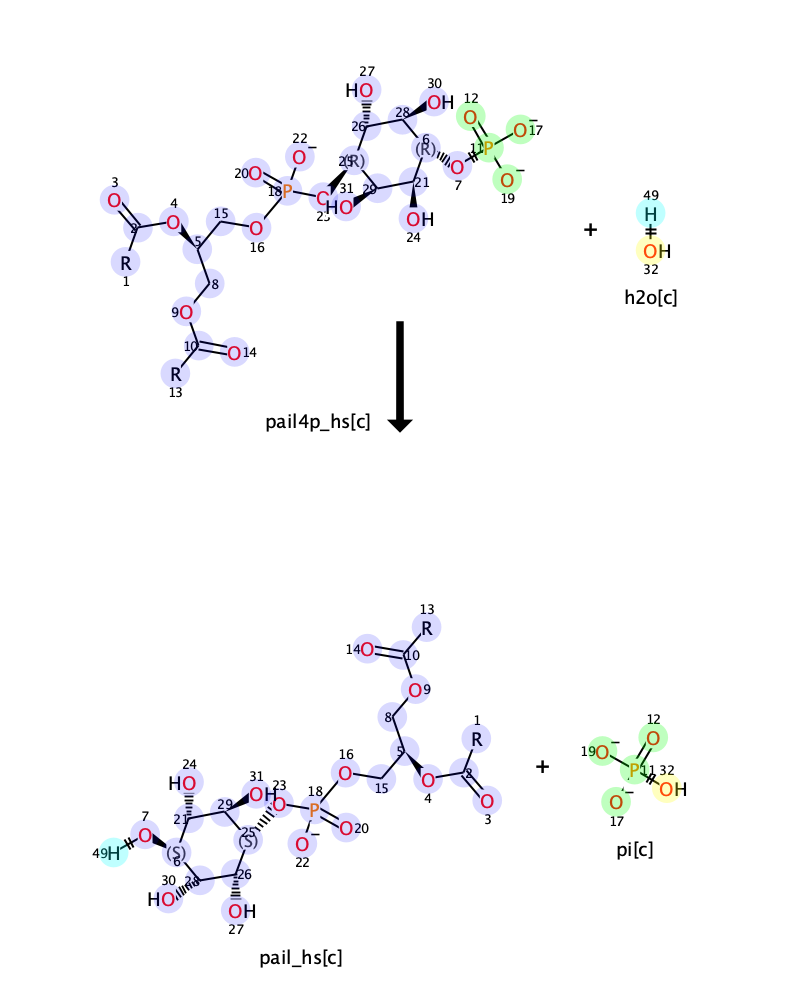 27
HO
30
28
OH
12
O
26
6
11
P
O
–
17
22
–
O
25
(R)
(R)
O
7
O
–
19
20
O
18
P
31
29
21
3
O
4
O
15
O
23
HO
OH
24
49
H
2
5
16
+
OH
32
R
1
8
h2o[c]
9
O
10
O
14
R
13
pail4p_hs[c]
13
R
14
O
10
O
9
8
1
R
12
O
16
O
5
+
19
O
–
P
11
32
OH
24
HO
31
OH
23
O
18
P
15
O
4
2
O
–
17
7
O
21
29
O
20
O
3
49
H
(S)
6
25
(S)
–
O
22
pi[c]
30
HO
28
26
OH
27
pail_hs[c]